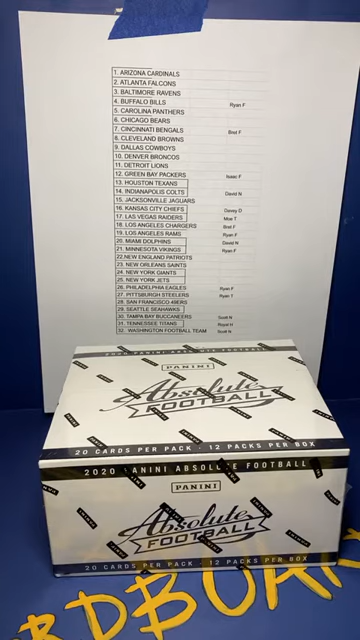 1. ARIZONA CARDINALS
2. ATLANTA FALCONS
3. BALTIMORE RAVENS
4. BUFFALO BILLS Ryan F
5. CAROLINA PANTHERS
6. CHICAGO BEARS
7. CINCINNATI BENGALS Bret F
8. CLEVELAND BROWNS
9. DALLAS COWBOYS
10. DENVER BRONCOS
11. DETROIT LIONS
12. GREEN BAY PACKERS Isaac F
13. HOUSTON TEXANS
14. INDIANAPOLIS COLTS David N
15. JACKSONVILLE JAGUARS
16. KANSAS CITY CHIEFS Davey D
17. LAS VEGAS RAIDERS Moe T
18. LOS ANGELES CHARGERS Bret F
19. LOS ANGELES RAMS Ryan F
20. MIAMI DOLPHINS David N
21. MINNESOTA VIKINGS Ryan F
22. NEW ENGLAND PATRIOTS
23. NEW ORLEANS SAINTS
24. NEW YORK GIANTS
25. NEW YORK JETS
26. PHILADELPHIA EAGLES Ryan F
27. PITTSBURGH STEELERS Ryan T
28. SAN FRANCISCO 49ERS
29. SEATTLE SEAHAWKS
30. TAMPA BAY BUCCANEERS Scott N
31. TENNESSEE TITANS H
32. WASHINGTON FOOTBALL TEAM Scott N
PANINI
Absolute
FOOTBALL
20 CARDS PER PACK · 12 PACKS PER BOX
2020 PANINI ABSOLUTE FOOTBALL
PANINI
Absolute
FOOTBALL
20 CARDS PER PACK · 12 PACKS PER BOX
RDBOAR